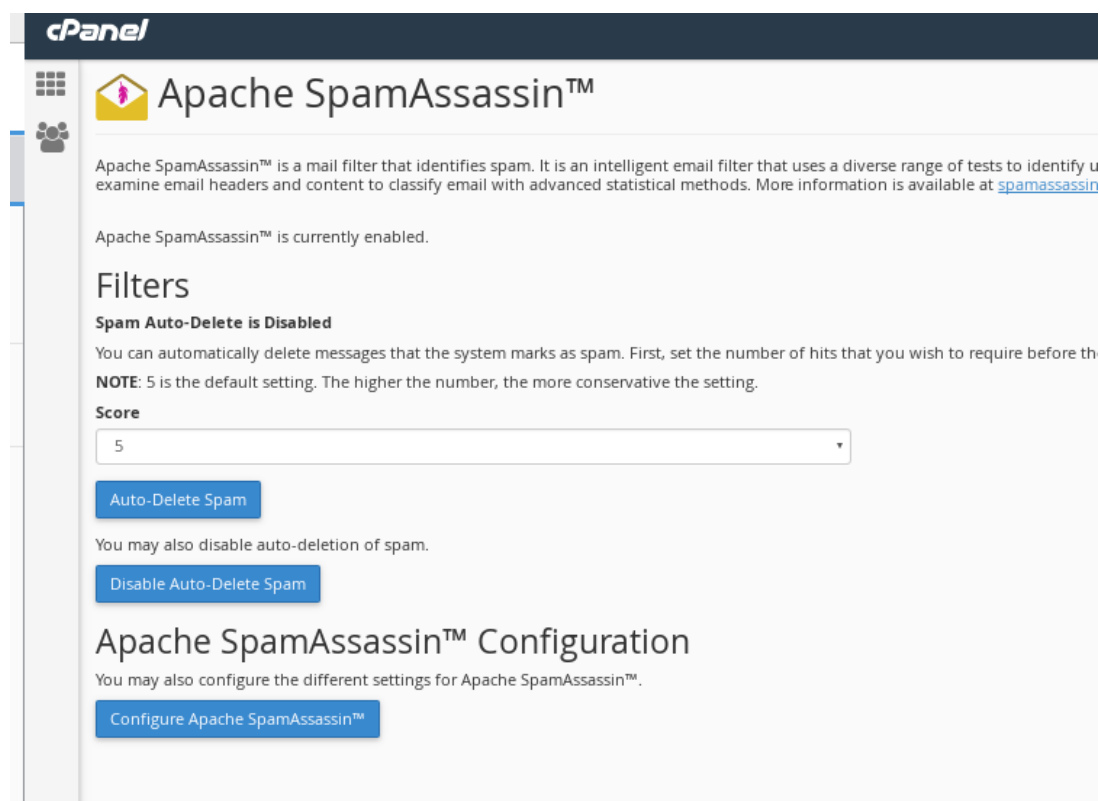 cPanel
Apache SpamAssassin™
Apache SpamAssassin™ is a mail filter that identifies spam. It is an intelligent email filter that uses a diverse range of tests to identify
examine email headers and content to classify email with advanced statistical methods. More information is available at spamassassin
Apache SpamAssassin™ is currently enabled.
Filters
Spam Auto-Delete is Disabled
You can automatically delete messages that the system marks as spam. First, set the number of hits that you wish to require before
NOTE: 5 is the default setting. The higher the number, the more conservative the setting.
Score
5
Auto-Delete Spam
You may also disable auto-deletion of spam.
Disable Auto-Delete Spam
Apache SpamAssassin™ Configuration
You may also configure the different settings for Apache SpamAssassin™.
Configure Apache SpamAssassin™